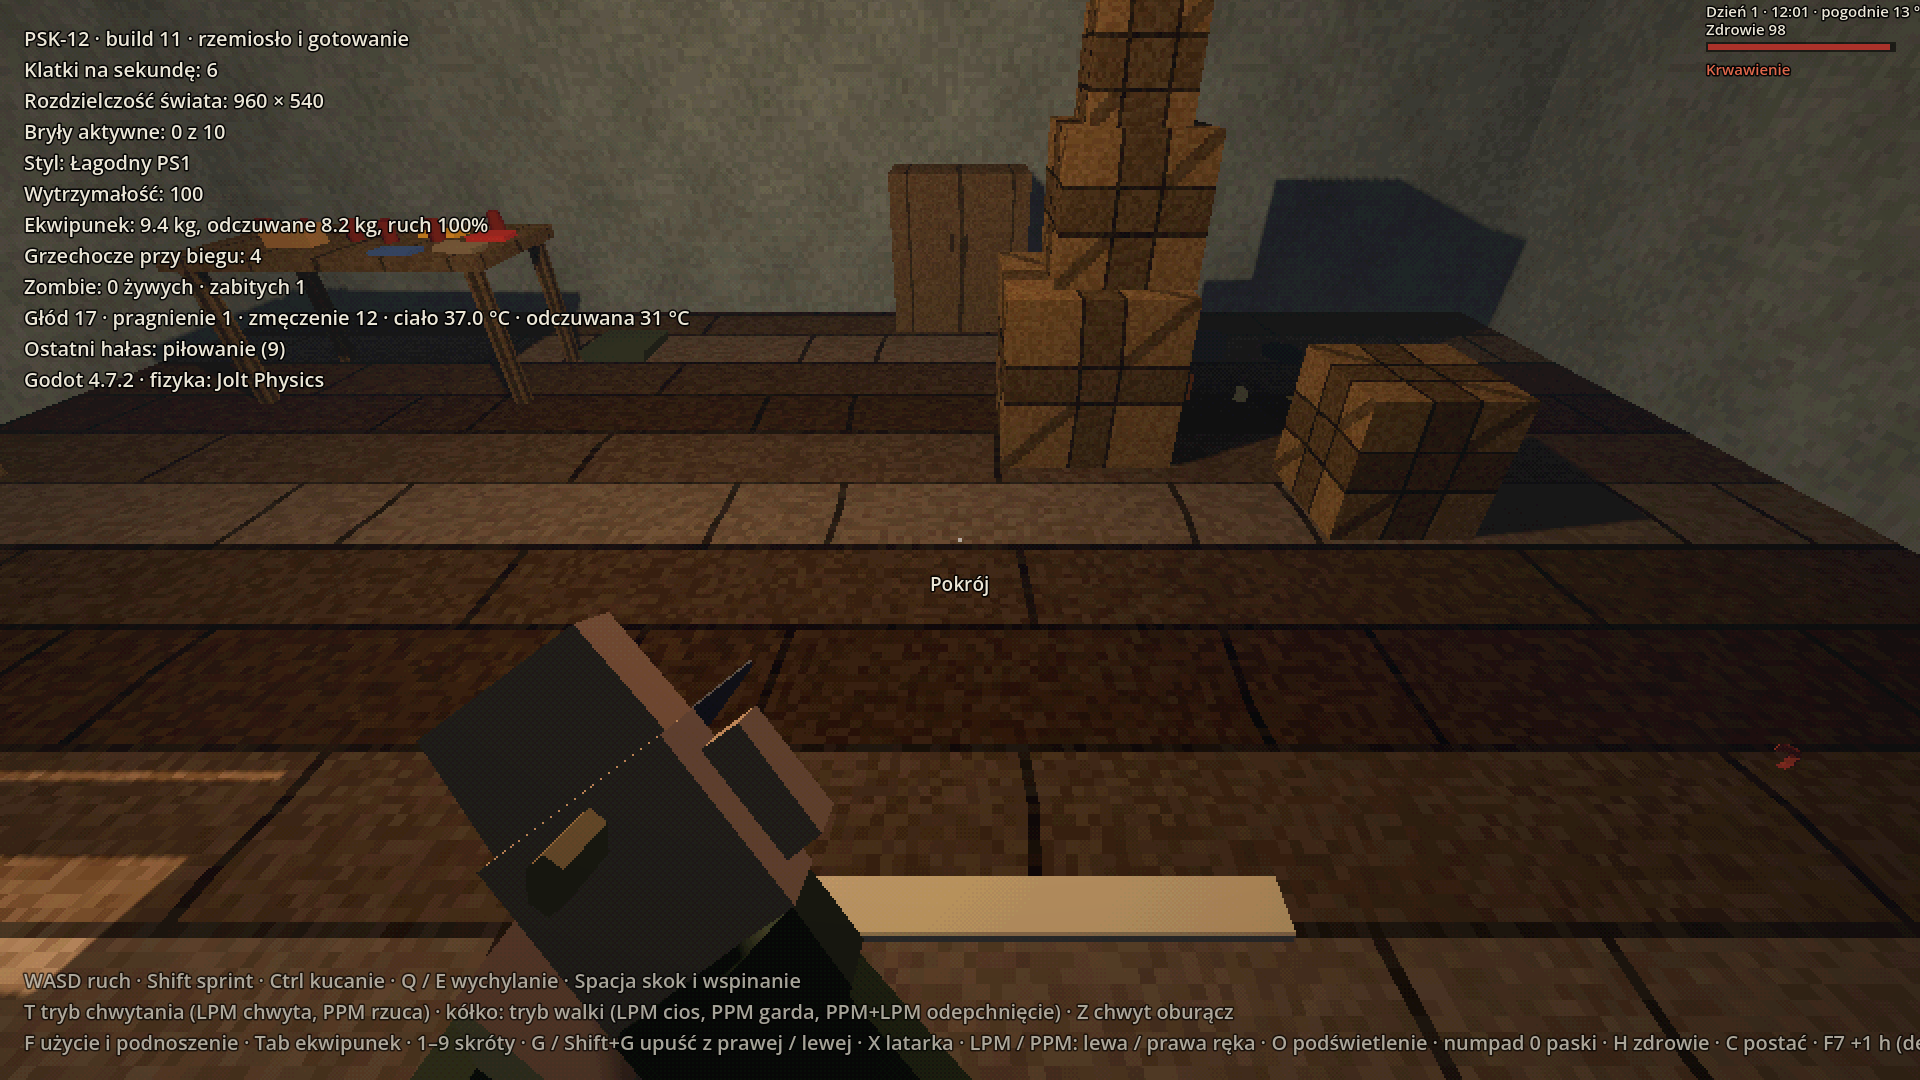 PSK-12 · build 11 · rzemiosło i gotowanie
Klatki na sekundę: 6
Rozdzielczość świata: 960 × 540
Bryły aktywne: 0 z 10
Styl: Łagodny PS1
Wytrzymałość: 100
Ekwipunek: 9.4 kg, odczuwane 8.2 kg, ruch 100%
Grzechocze przy biegu: 4
Zombie: 0 żywych · zabitych 1
Głód 17 · pragnienie 1 · zmęczenie 12 · ciało 37.0 °C · odczuwana 31 °C
Ostatni hałas: piłowanie (9)
Godot 4.7.2 · fizyka: Jolt Physics
Dzień 1 · 12:01 · pogodnie 13 °
Zdrowie 98
Krwawienie
Pokrój
WASD ruch · Shift sprint · Ctrl kucanie · Q / E wychylanie · Spacja skok i wspinanie
T tryb chwytania (LPM chwyta, PPM rzuca) · kółko: tryb walki (LPM cios, PPM garda, PPM+LPM odepchnięcie) · Z chwyt oburącz
F użycie i podnoszenie · Tab ekwipunek · 1–9 skróty · G / Shift+G upuść z prawej / lewej · X latarka · LPM / PPM: lewa / prawa ręka · O podświetlenie · numpad 0 paski · H zdrowie · C postać · F7 +1 h